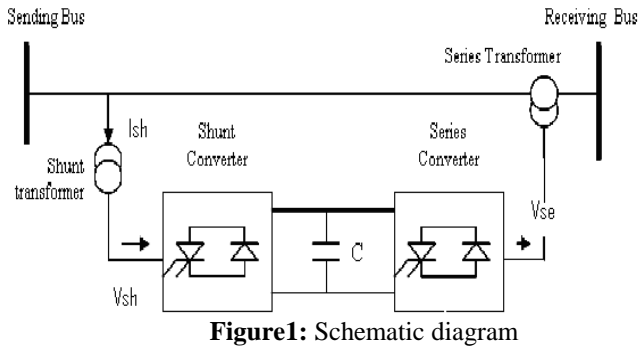 Sending Bus
Receiving Bus
Series Transformer
Ish
Shunt
transformer
Shunt
Converter
Series
Converter
C
Vse
Vsh
Figure1: Schematic diagram